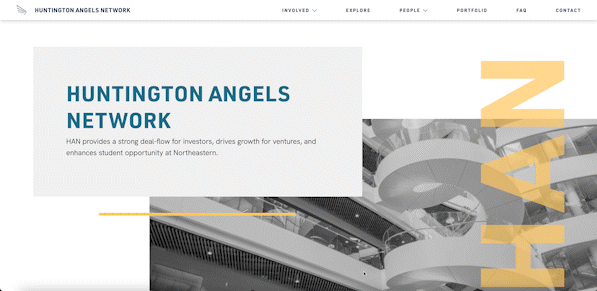 HUNTINGTON ANGELS NETWORK
INVOLVED
EXPLORE
PEOPLE
PORTFOLIO
FAQ
CONTACT
HUNTINGTON ANGELS
NETWORK
HAN provides a strong deal-flow for investors, drives growth for ventures, and
enhances student opportunity at Northeastern.
HAN